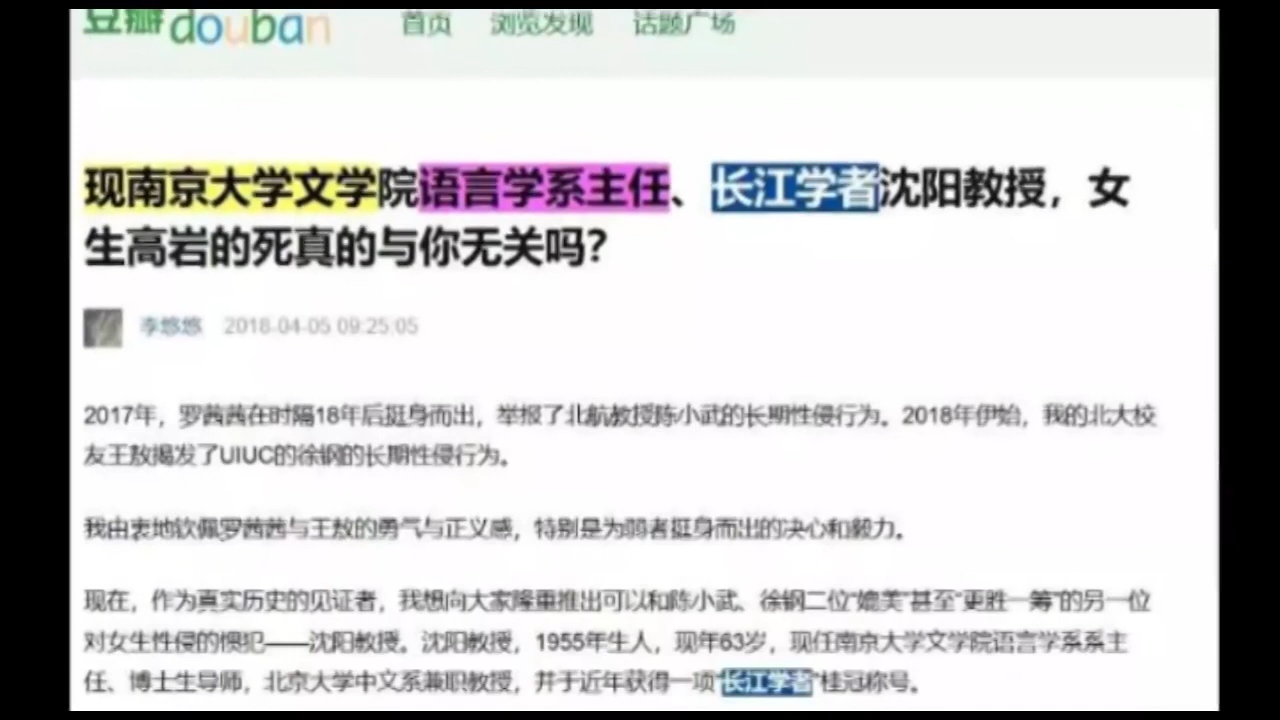 豆瓣douban 首页 浏览发现 话题广场
现南京大学文学院语言学系主任、长江学者沈阳教授，女
生高岩的死真的与你无关吗？
李悠悠 2018-04-05 09:25:05
2017年，罗茜茜在时隔18年后挺身而出，举报了北航教授陈小武的长期性侵行为。2018年伊始，我的北大校
友王敖揭发了UIUC的徐钢的长期性侵行为。
我由衷地钦佩罗茜茜与王敖的勇气与正义感，特别是为弱者挺身而出的决心和毅力。
现在，作为真实历史的见证者，我想向大家隆重推出可以和陈小武、徐钢二位“媲美”甚至“更胜一筹”的另一位
对女生性侵的惯犯——沈阳教授。沈阳教授，1955年生人，现年63岁，现任南京大学文学院语言学系系主
任、博士生导师，北京大学中文系兼职教授，并于近年获得一项“长江学者”桂冠称号。